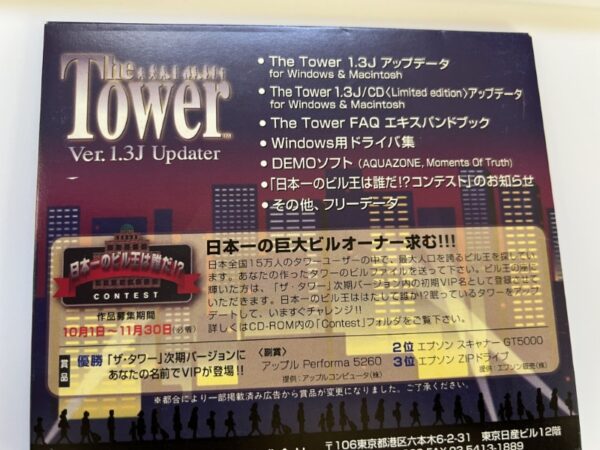 The
Tower
Ver. 1.3J Updater
• The Tower 1.3J アップデータ
for Windows & Macintosh
• The Tower 1.3J/CD〈Limited edition〉アップデータ
for Windows & Macintosh
• The Tower FAQ エキスパンドブック
• Windows用ドライバ集
• DEMOソフト (AQUAZONE, Moments Of Truth)
•「日本一のビル王は誰だ!?コンテスト」のお知らせ
• その他、フリーデータ
日本一のビル王は誰だ!?
CONTEST
作品募集期間
10月1日〜11月30日(必着)
日本一の巨大ビルオーナー求む!!!
日本全国15万人のタワーユーザーの中で、最大人口を誇るビル王を探してい
ます。あなたの作ったタワーのビルファイルを送って下さい。ビル王の座に
輝いた方は、「ザ・タワー」次期バージョン内の初期VIP名として登録させて
いただきます。日本一のビル王はたして誰か!?眠っているタワーをアップ
デートして、いますぐチャレンジ!!
詳しくはCD-ROM内の「Contest」フォルダをご覧下さい。
賞品
優勝 「ザ・タワー」次期バージョンに
あなたの名前でVIPが登場!!
〈副賞〉
アップル Performa 5260
提供:アップルコンピュータ(株)
2位 エプソン スキャナー GT5000
3位 エプソン ZIPドライブ
提供:エプソン販売(株)
※都合により一部掲載済み広告から賞品が変更になりました。ご了承ください。
〒106東京都港区六本木6-2-31 東京日産ビル12階
FAX 03-5413-1889